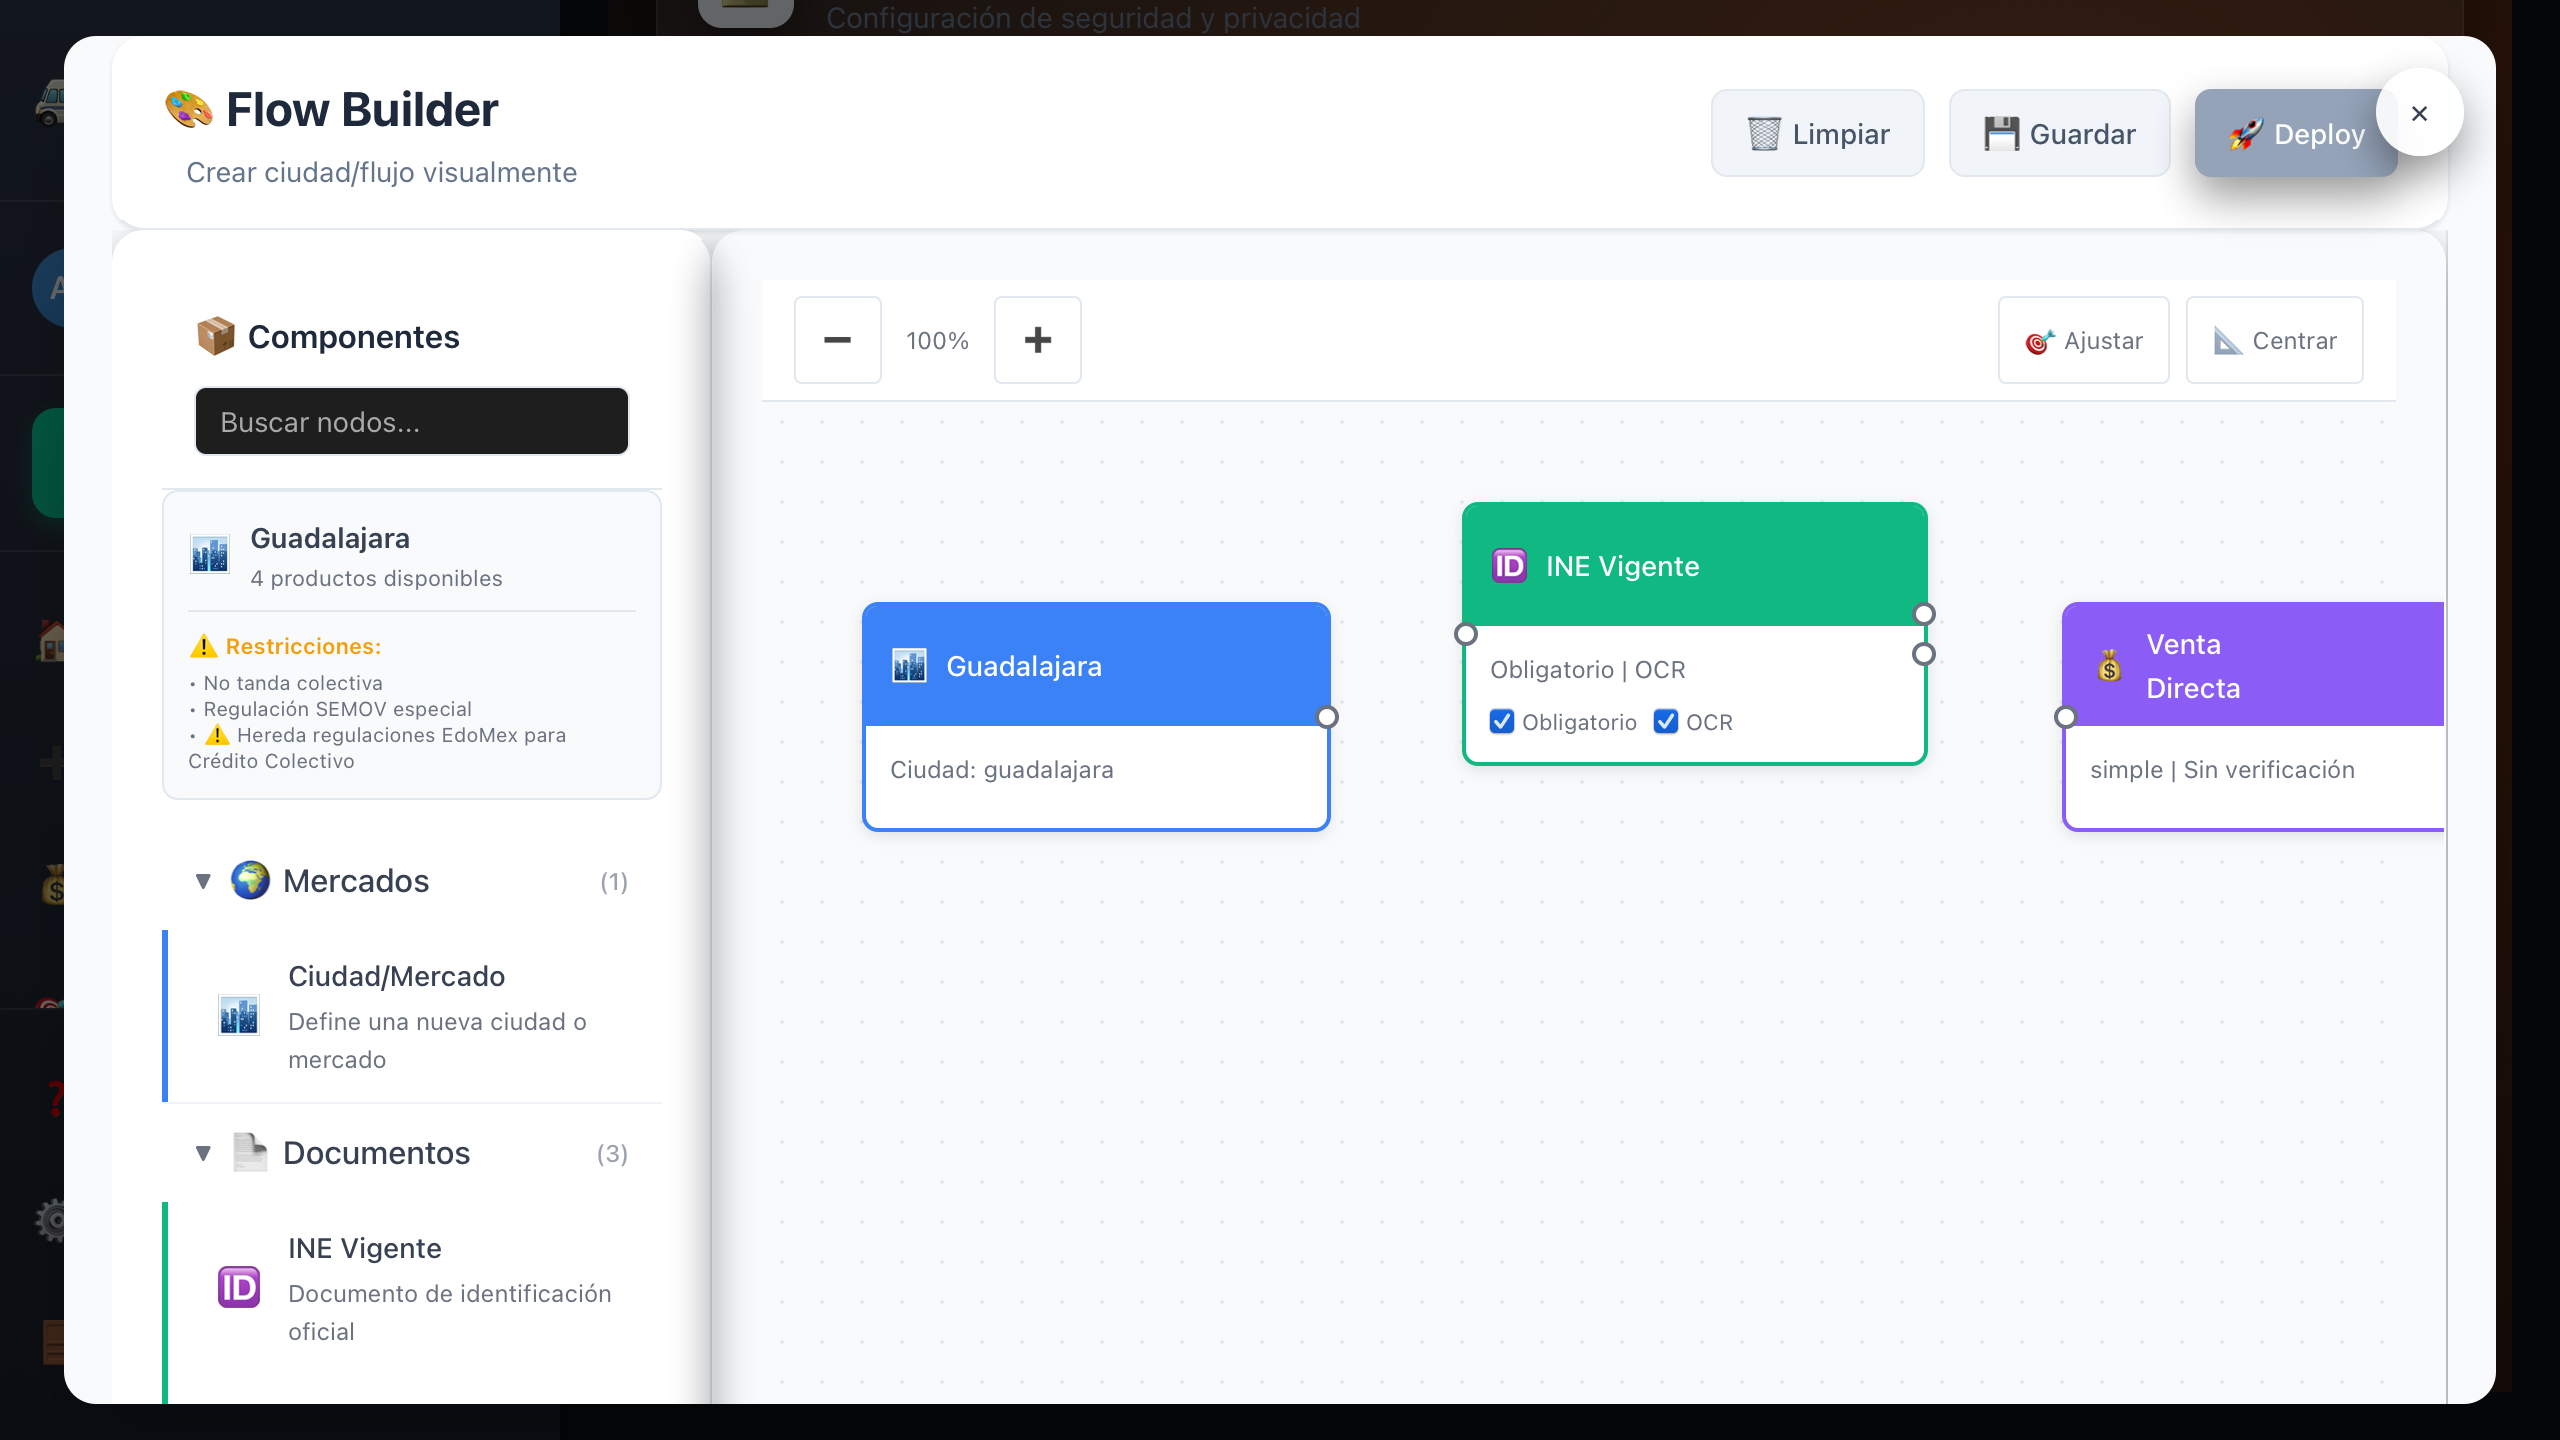 Configuración de seguridad y privacidad
Flow Builder
Crear ciudad/flujo visualmente
Limpiar
Guardar
Deploy
×
Componentes
Buscar nodos...
Guadalajara
4 productos disponibles
Restricciones:
• No tanda colectiva
• Regulación SEMOV especial
• ⚠️ Hereda regulaciones EdoMex para
Crédito Colectivo
▼ Mercados (1)
Ciudad/Mercado
Define una nueva ciudad o
mercado
▼ Documentos (3)
INE Vigente
Documento de identificación
oficial
100%
Ajustar
Centrar
Guadalajara
Ciudad: guadalajara
INE Vigente
Obligatorio | OCR
Obligatorio OCR
Venta
Directa
simple | Sin verificación